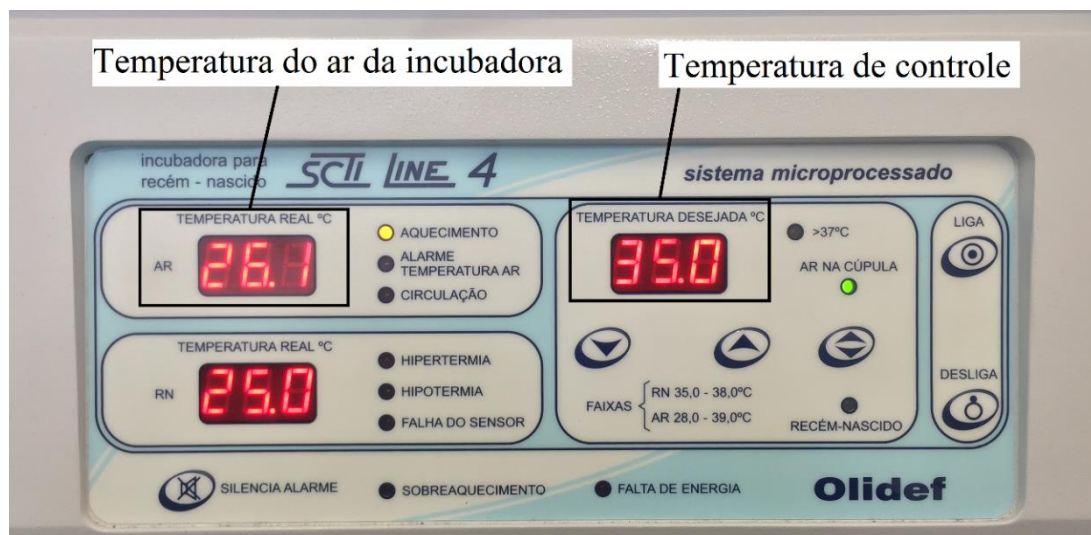 Temperatura do ar da incubadora
Temperatura de controle
incubadora para
recém - nascido
SCTI LINE 4
sistema microprocessado
TEMPERATURA REAL ºC
AR
26.1
AQUECIMENTO
ALARME
TEMPERATURA AR
CIRCULAÇÃO
TEMPERATURA REAL ºC
RN
25.0
HIPERTERMIA
HIPOTERMIA
FALHA DO SENSOR
TEMPERATURA DESEJADA ºC
35.0
>37ºC
AR NA CÚPULA
FAIXAS
RN 35,0 - 38,0ºC
AR 28,0 - 39,0ºC
RECÉM-NASCIDO
LIGA
DESLIGA
SILENCIA ALARME
SOBREAQUECIMENTO
FALTA DE ENERGIA
Olidef